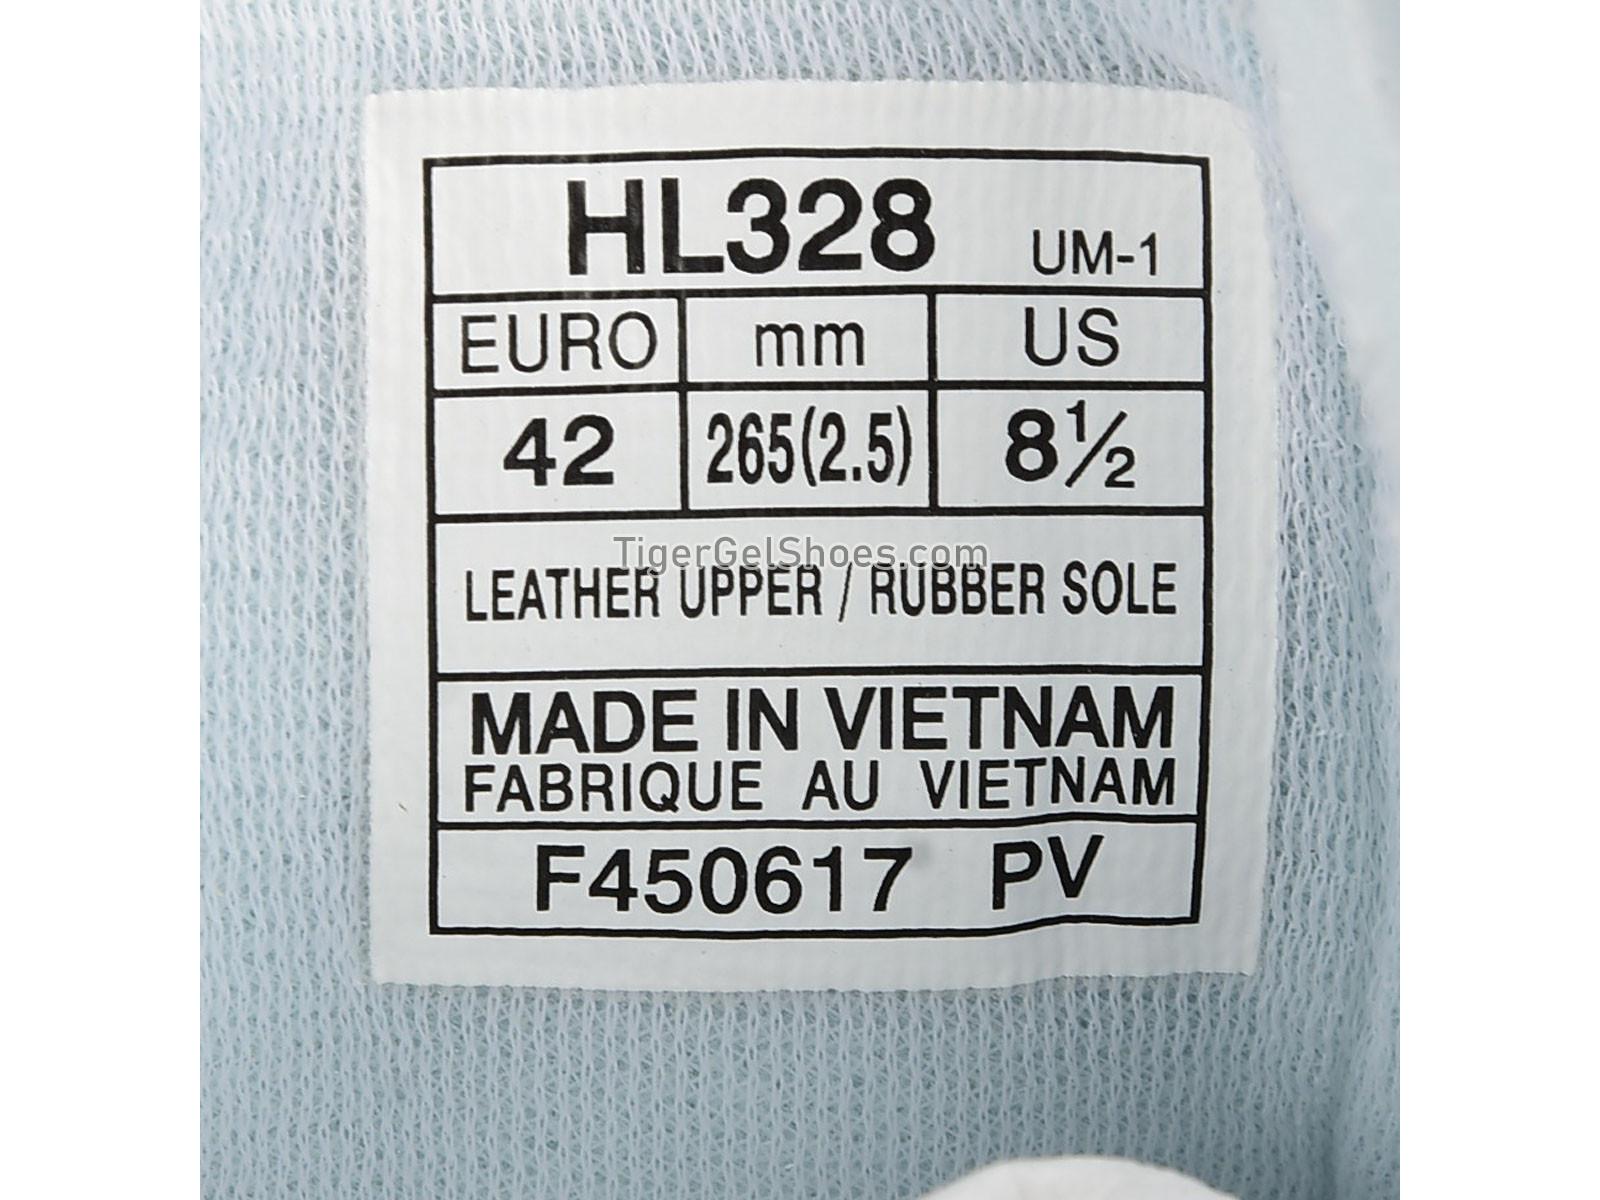 HL328 UM-1
EURO mm US
42 265(2.5) 8½
TigerGelShoes.com
LEATHER UPPER / RUBBER SOLE
MADE IN VIETNAM
FABRIQUE AU VIETNAM
F450617 PV